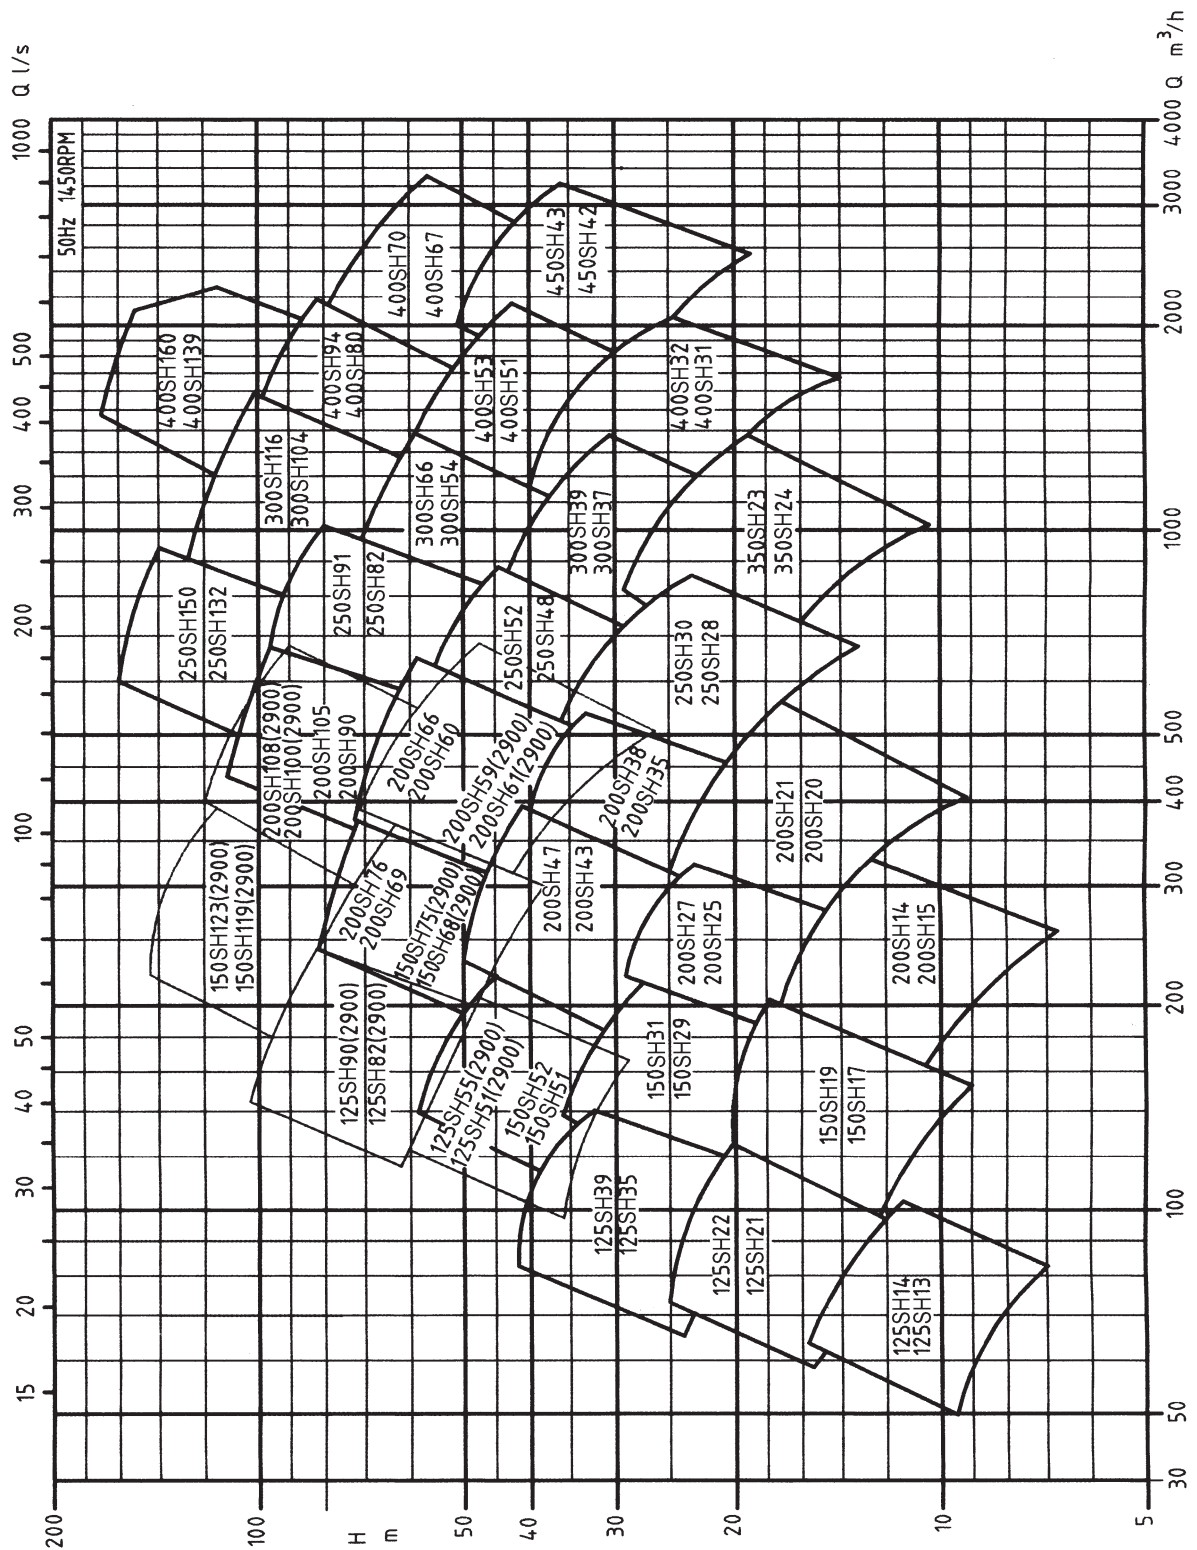 Q l/s
15
20
30
40
50
100
200
300
400
500
1000
50Hz 1450RPM
200
100
H
m
50
40
30
20
10
5
400SH160
400SH139
250SH150
250SH132
300SH116
300SH104
400SH94
400SH80
400SH70
400SH67
150SH123(2900)
150SH119(2900)
200SH108(2900)
200SH100(2900)
200SH105
200SH90
250SH91
250SH82
300SH66
300SH54
400SH53
400SH51
450SH43
450SH42
125SH90(2900)
125SH82(2900)
200SH76
200SH69
150SH75(2900)
150SH68(2900)
200SH66
200SH60
200SH59(2900)
200SH61(2900)
250SH52
250SH48
300SH39
300SH37
400SH32
400SH31
125SH55(2900)
125SH51(2900)
150SH52
150SH51
200SH47
200SH43
200SH38
200SH35
250SH30
250SH28
350SH23
350SH24
125SH39
125SH35
150SH31
150SH29
200SH27
200SH25
200SH21
200SH20
125SH22
125SH21
150SH19
150SH17
200SH14
200SH15
125SH14
125SH13
30
50
100
200
300
400
500
1000
2000
3000
4000
Q m³/h